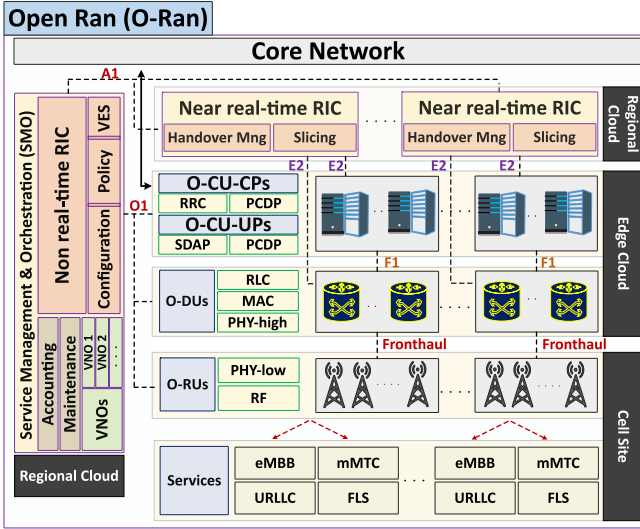 Open Ran (O-Ran)
Core Network
A1
Service Management & Orchestration (SMO)
Non real-time RIC
VES
Policy
Configuration
Accounting
Maintenance
VNO 1
VNO 2
. . . .
VNOs
Regional Cloud
O1
Near real-time RIC
Handover Mng
Slicing
. . . .
Near real-time RIC
Handover Mng
Slicing
Regional Cloud
E2
E2
E2
E2
O-CU-CPs
RRC
PCDP
O-CU-UPs
SDAP
PCDP
F1
F1
Edge Cloud
O-DUs
RLC
MAC
PHY-high
Fronthaul
Fronthaul
O-RUs
PHY-low
RF
Cell Site
Services
eMBB
mMTC
URLLC
FLS
. . .
eMBB
mMTC
URLLC
FLS